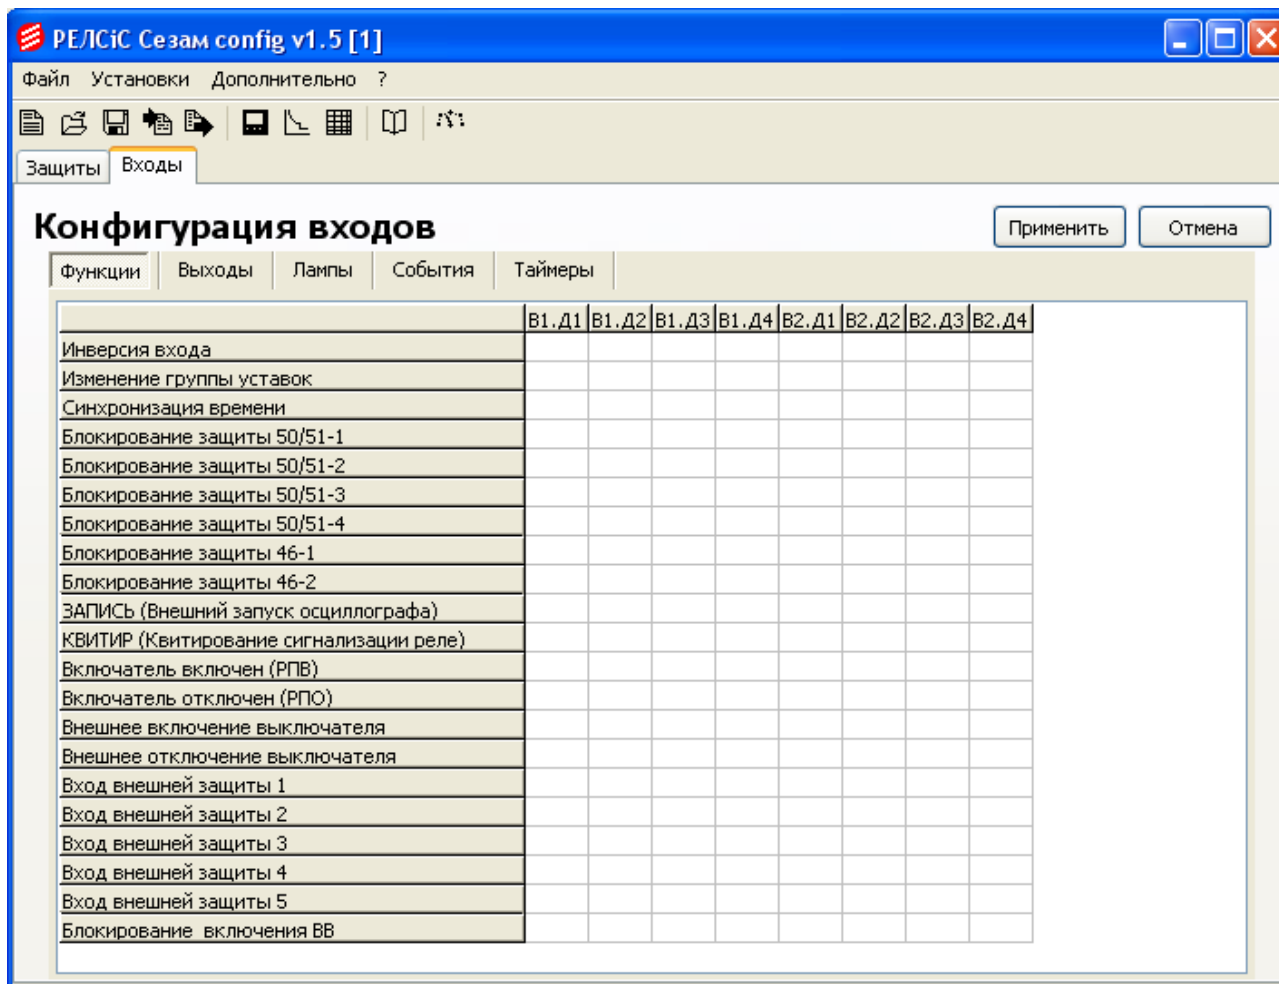 РЕЛСіС Сезам config v1.5 [1]
Файл Установки Дополнительно ?
Защиты Входы
Конфигурация входов Применить Отмена
Функции Выходы Лампы События Таймеры
В1.Д1 В1.Д2 В1.Д3 В1.Д4 В2.Д1 В2.Д2 В2.Д3 В2.Д4
Инверсия входа
Изменение группы уставок
Синхронизация времени
Блокирование защиты 50/51-1
Блокирование защиты 50/51-2
Блокирование защиты 50/51-3
Блокирование защиты 50/51-4
Блокирование защиты 46-1
Блокирование защиты 46-2
ЗАПИСЬ (Внешний запуск осциллографа)
КВИТИР (Квитирование сигнализации реле)
Включатель включен (РПВ)
Включатель отключен (РПО)
Внешнее включение выключателя
Внешнее отключение выключателя
Вход внешней защиты 1
Вход внешней защиты 2
Вход внешней защиты 3
Вход внешней защиты 4
Вход внешней защиты 5
Блокирование включения ВВ